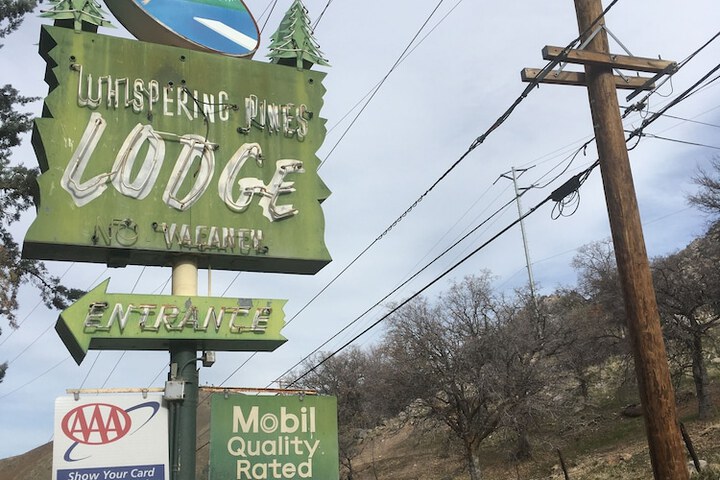 WHISPERING PINES
LODGE
NO VACANCY
ENTRANCE
AAA
Show Your Card
Mobil
Quality
Rated